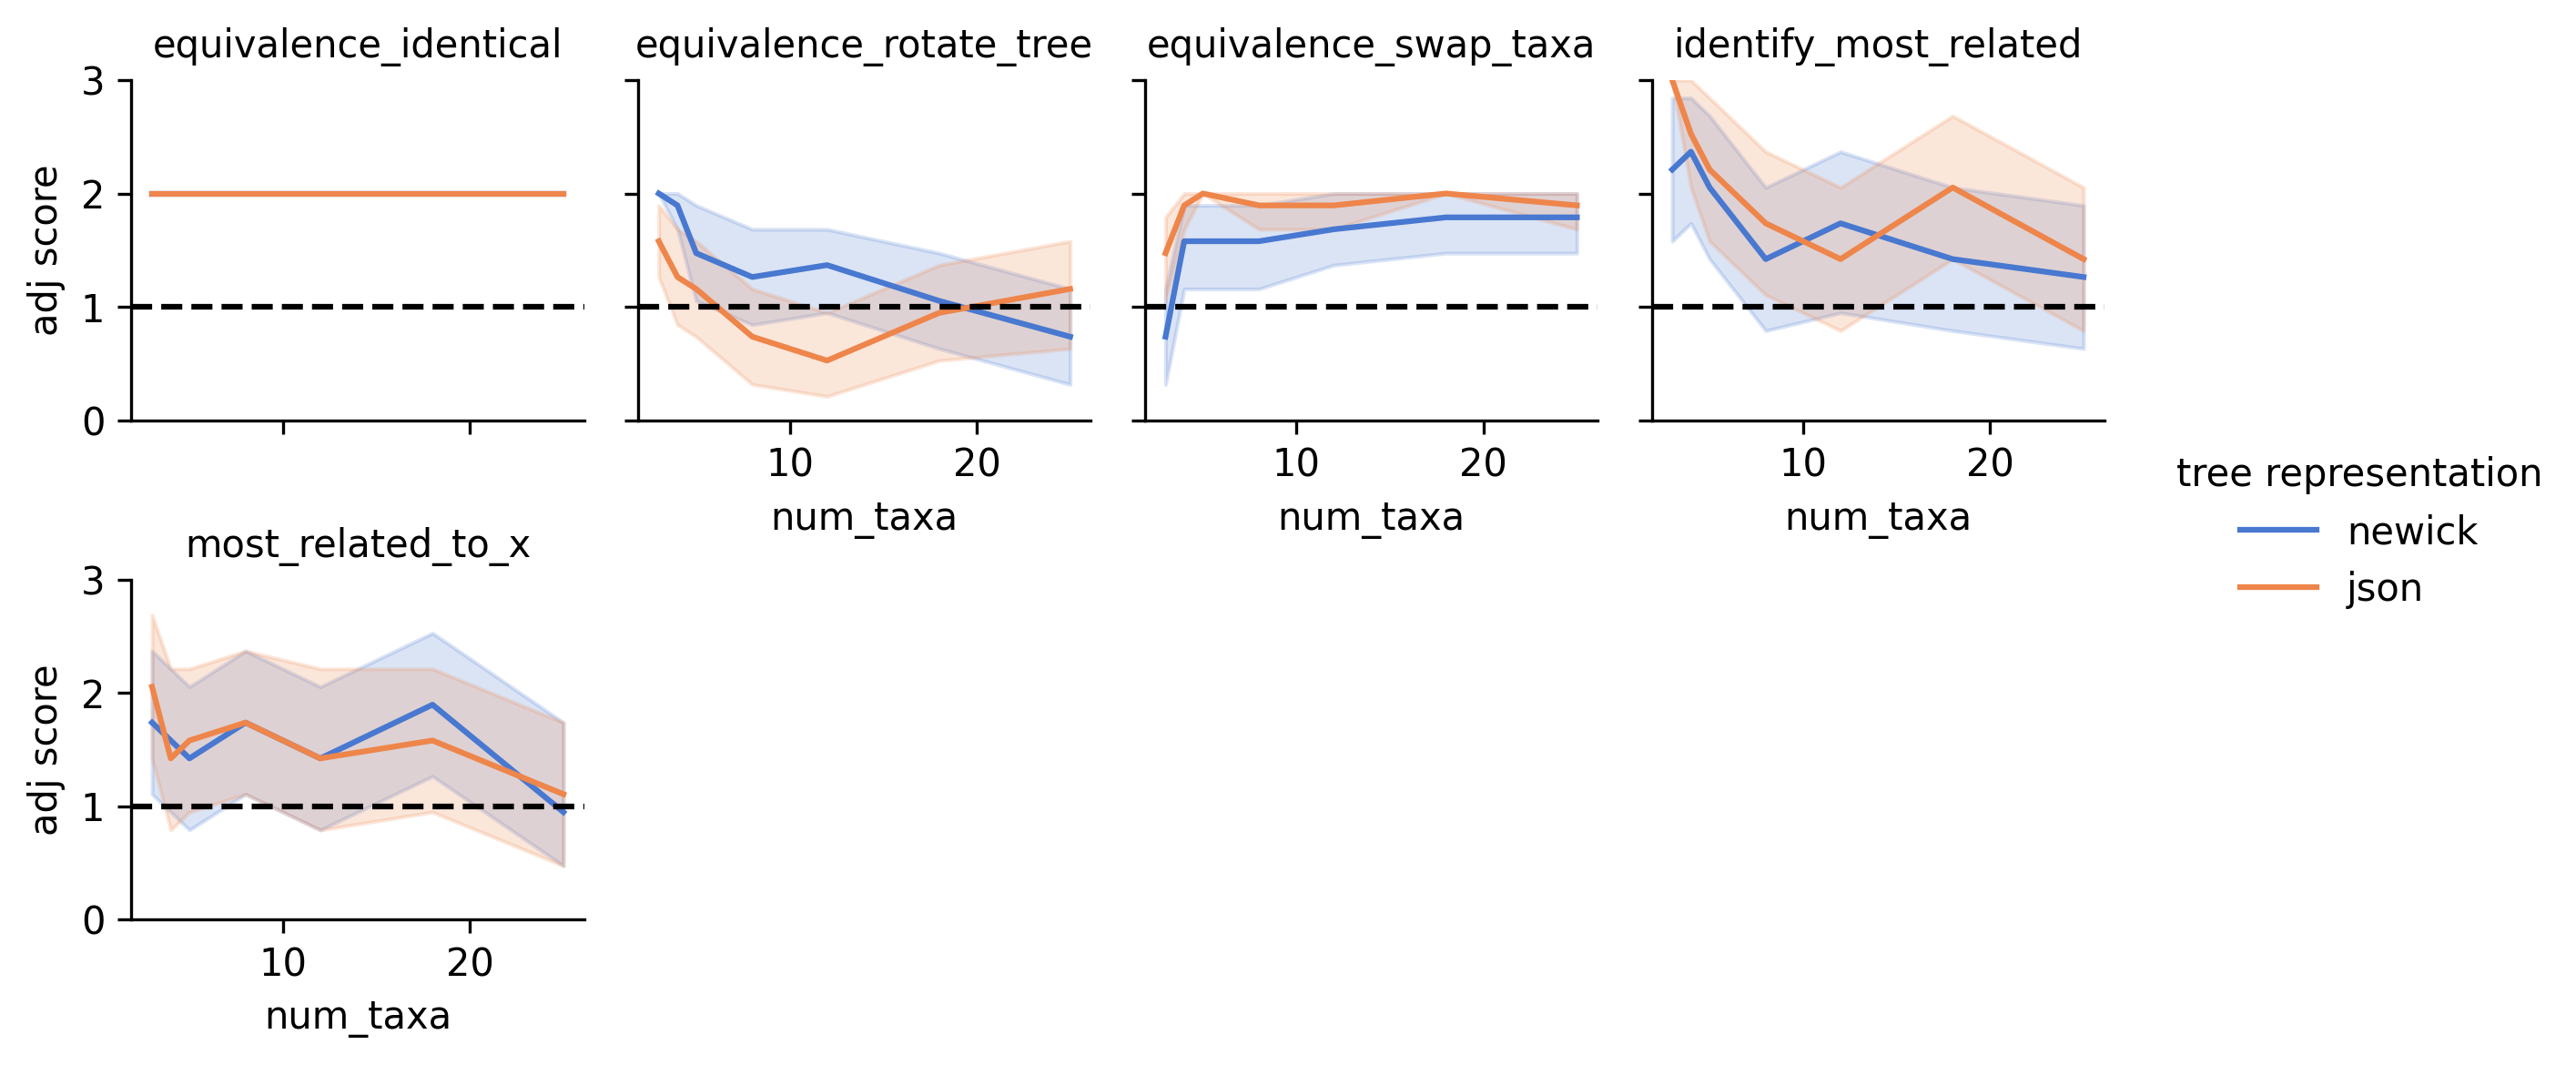 equivalence_identical
equivalence_rotate_tree
equivalence_swap_taxa
identify_most_related
3
2
1
0
adj score
10
20
num_taxa
10
20
num_taxa
10
20
num_taxa
most_related_to_x
3
2
1
0
adj score
10
20
num_taxa
tree representation
newick
json